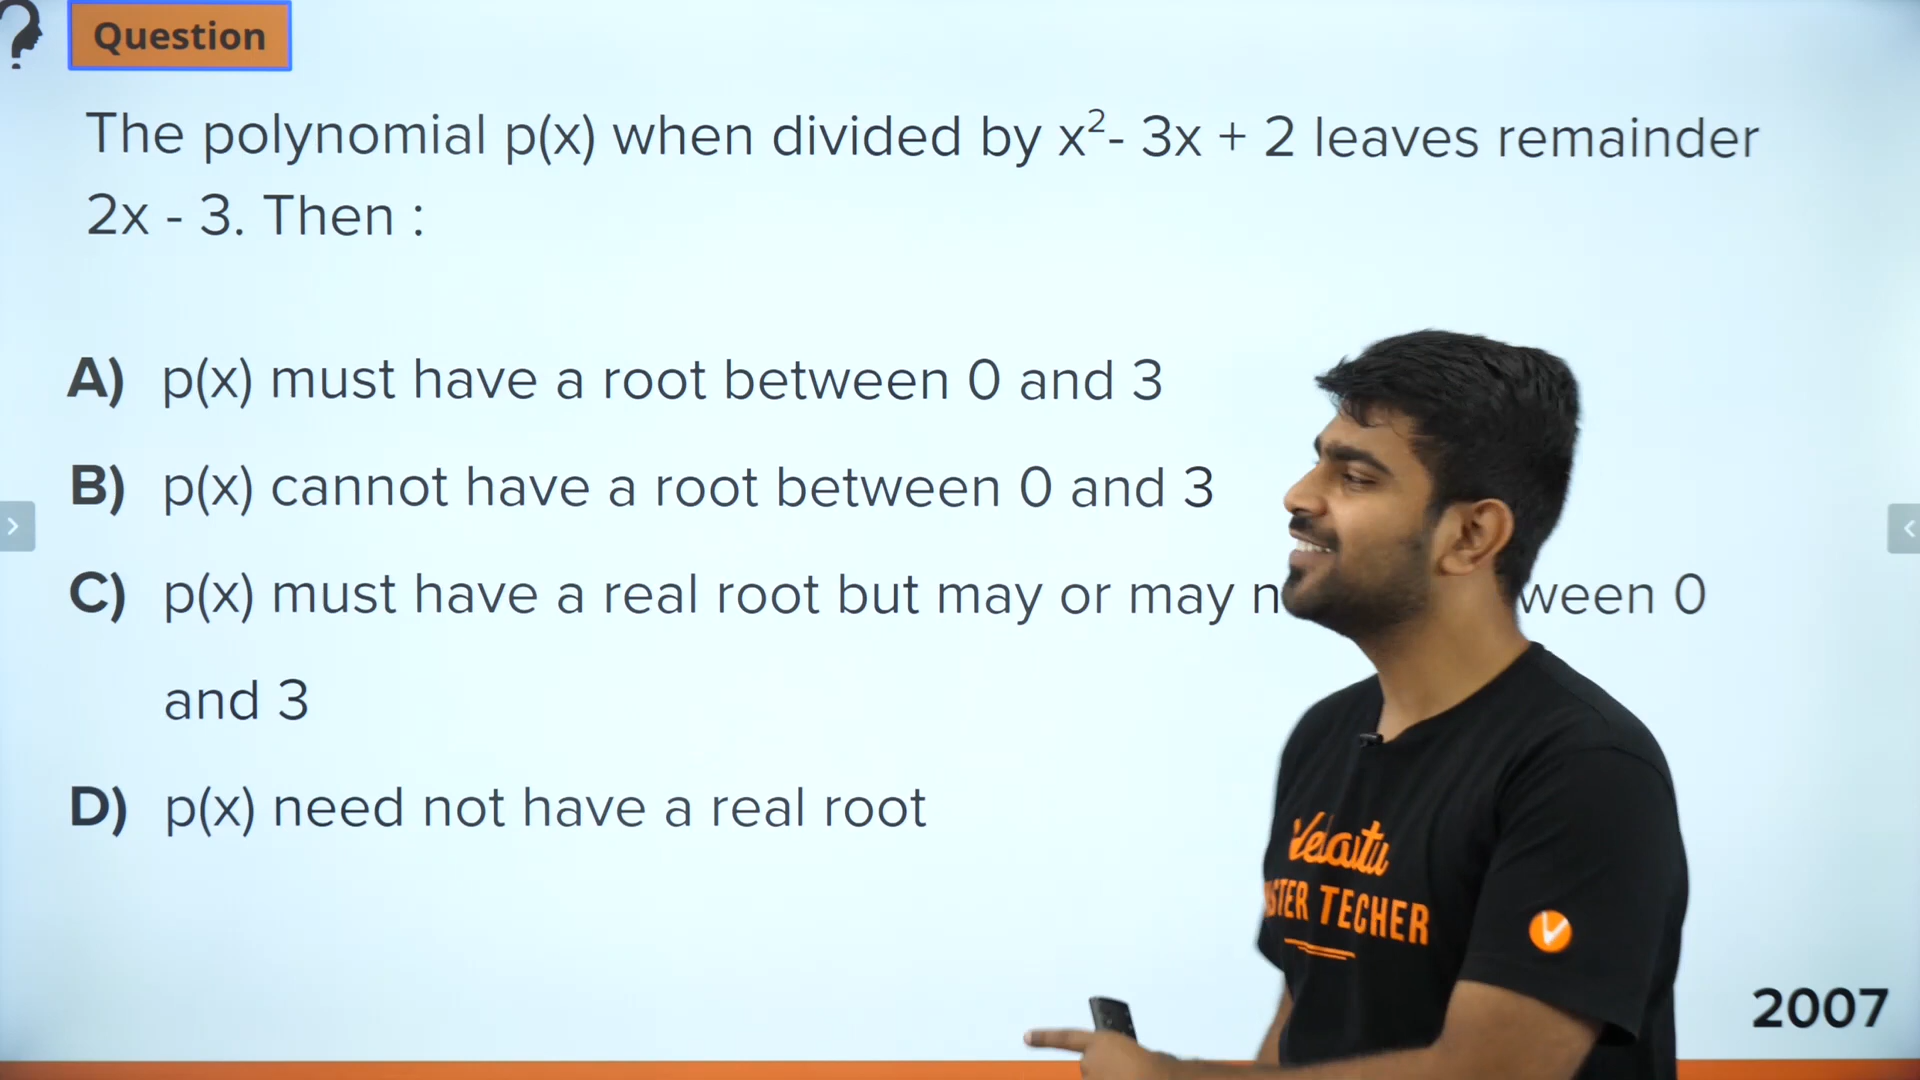 Question
The polynomial p(x) when divided by x²- 3x + 2 leaves remainder
2x - 3. Then :
A) p(x) must have a root between 0 and 3
B) p(x) cannot have a root between 0 and 3
C) p(x) must have a real root but may or may 0
and 3
D) p(x) need not have a real root
Vedantu
TECHER
V
2007